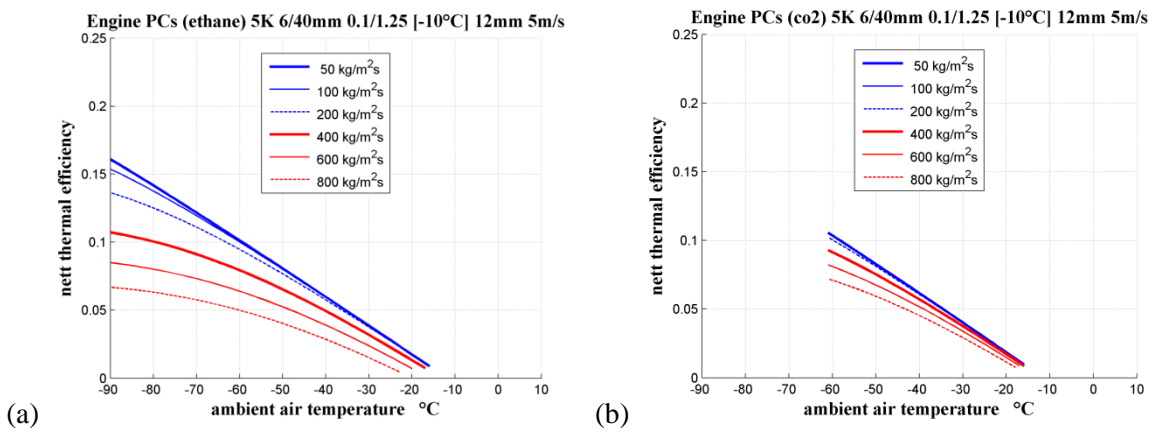 Engine PCs (ethane) 5K 6/40mm 0.1/1.25 [-10°C] 12mm 5m/s
0.25
0.2
0.15
0.1
0.05
0
nett thermal efficiency
50 kg/m²s
100 kg/m²s
200 kg/m²s
400 kg/m²s
600 kg/m²s
800 kg/m²s
-90 -80 -70 -60 -50 -40 -30 -20 -10 0 10
ambient air temperature °C
(a)
Engine PCs (co2) 5K 6/40mm 0.1/1.25 [-10°C] 12mm 5m/s
0.25
0.2
0.15
0.1
0.05
0
nett thermal efficiency
50 kg/m²s
100 kg/m²s
200 kg/m²s
400 kg/m²s
600 kg/m²s
800 kg/m²s
-90 -80 -70 -60 -50 -40 -30 -20 -10 0 10
ambient air temperature °C
(b)